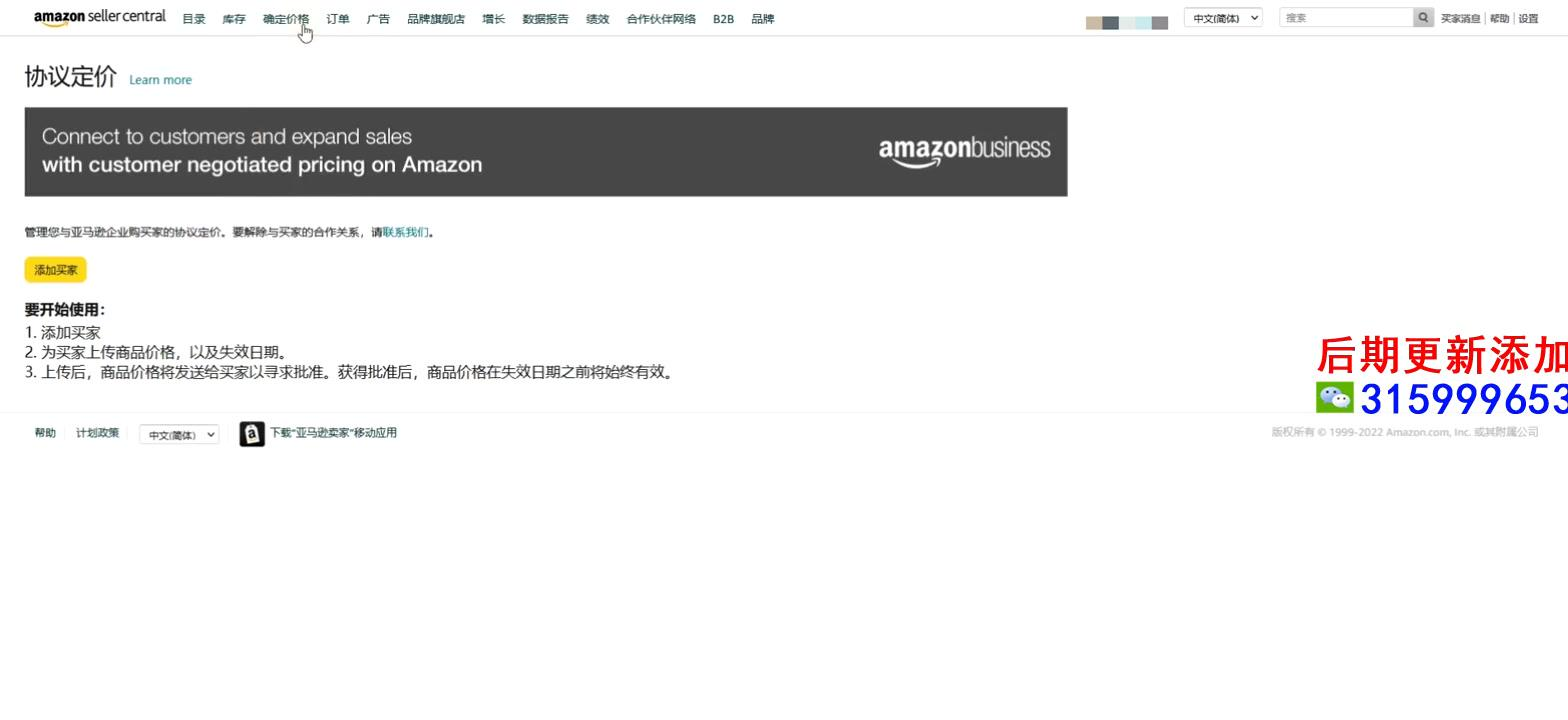 amazon seller central 目录 库存 确定价格 订单 广告 品牌旗舰店 增长 数据报告 绩效 合作伙伴网络 B2B 品牌 中文(简体) 搜索 买家消息 帮助 设置
协议定价 Learn more
Connect to customers and expand sales
with customer negotiated pricing on Amazon
amazonbusiness
管理您与亚马逊企业购买家的协议定价。要解除与买家的合作关系，请联系我们。
添加买家
要开始使用：
1. 添加买家
2. 为买家上传商品价格，以及失效日期。
3. 上传后，商品价格将发送给买家以寻求批准。获得批准后，商品价格在失效日期之前将始终有效。
后期更新添加
315999653
帮助 计划政策 中文(简体) 下载“亚马逊卖家”移动应用 版权所有 © 1999-2022 Amazon.com, Inc. 或其附属公司